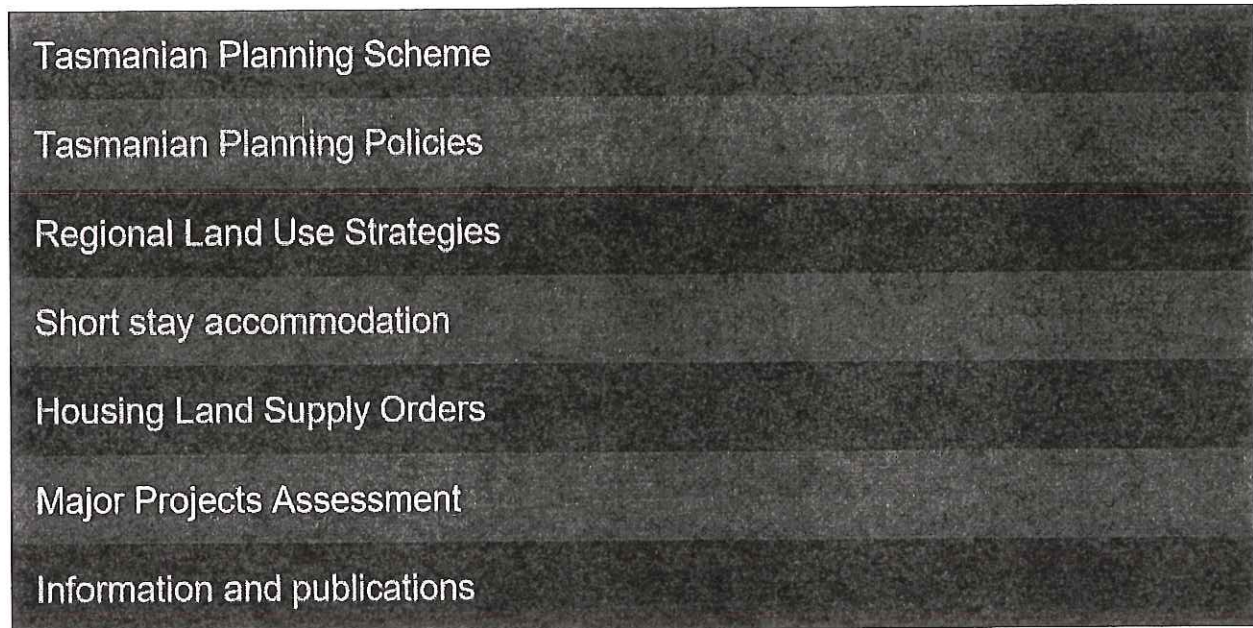 Tasmanian Planning Scheme
Tasmanian Planning Policies
Regional Land Use Strategies
Short stay accommodation
Housing Land Supply Orders
Major Projects Assessment
Information and publications